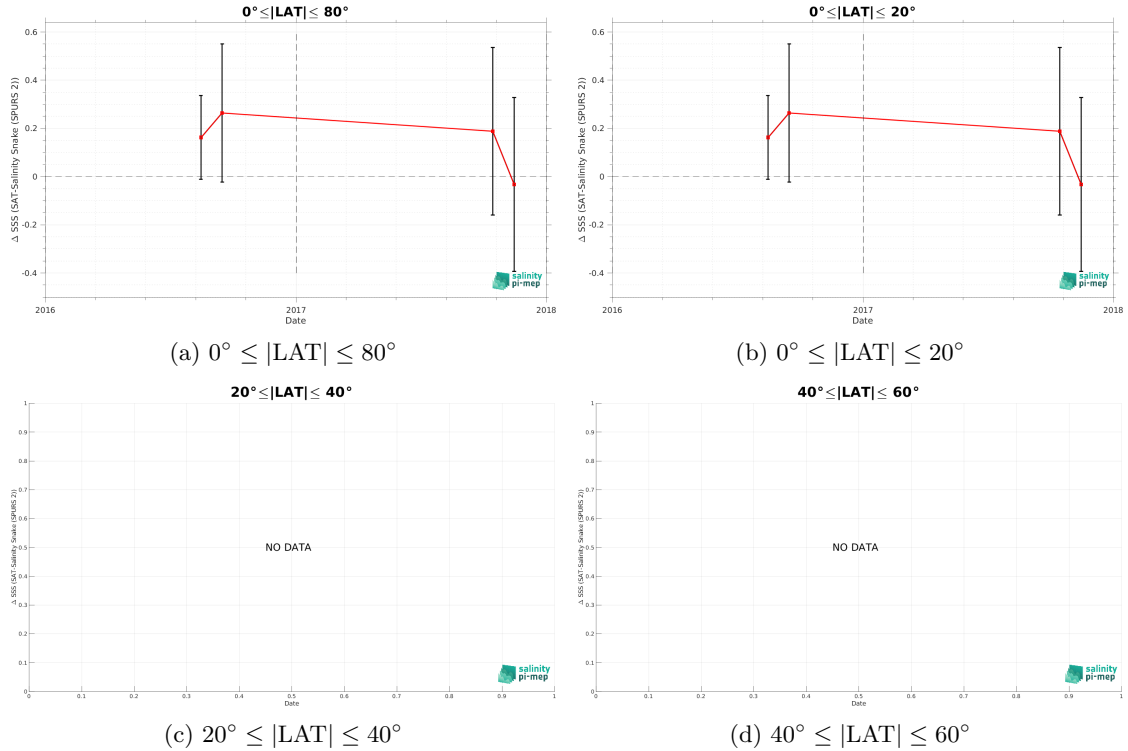 0°≤|LAT|≤ 80°
Δ SSS (SAT-Salinity Snake (SPURS 2))
0.6
0.4
0.2
0
-0.2
-0.4
2016
2017
2018
Date
salinity
pi-mep
(a) 0° ≤ |LAT| ≤ 80°
0°≤|LAT|≤ 20°
Δ SSS (SAT-Salinity Snake (SPURS 2))
0.6
0.4
0.2
0
-0.2
-0.4
2016
2017
2018
Date
salinity
pi-mep
(b) 0° ≤ |LAT| ≤ 20°
20°≤|LAT|≤ 40°
Δ SSS (SAT-Salinity Snake (SPURS 2))
1
0.9
0.8
0.7
0.6
0.5
0.4
0.3
0.2
0.1
0
NO DATA
0 0.1 0.2 0.3 0.4 0.5 0.6 0.7 0.8 0.9 1
Date
salinity
pi-mep
(c) 20° ≤ |LAT| ≤ 40°
40°≤|LAT|≤ 60°
Δ SSS (SAT-Salinity Snake (SPURS 2))
1
0.9
0.8
0.7
0.6
0.5
0.4
0.3
0.2
0.1
0
NO DATA
0 0.1 0.2 0.3 0.4 0.5 0.6 0.7 0.8 0.9 1
Date
salinity
pi-mep
(d) 40° ≤ |LAT| ≤ 60°